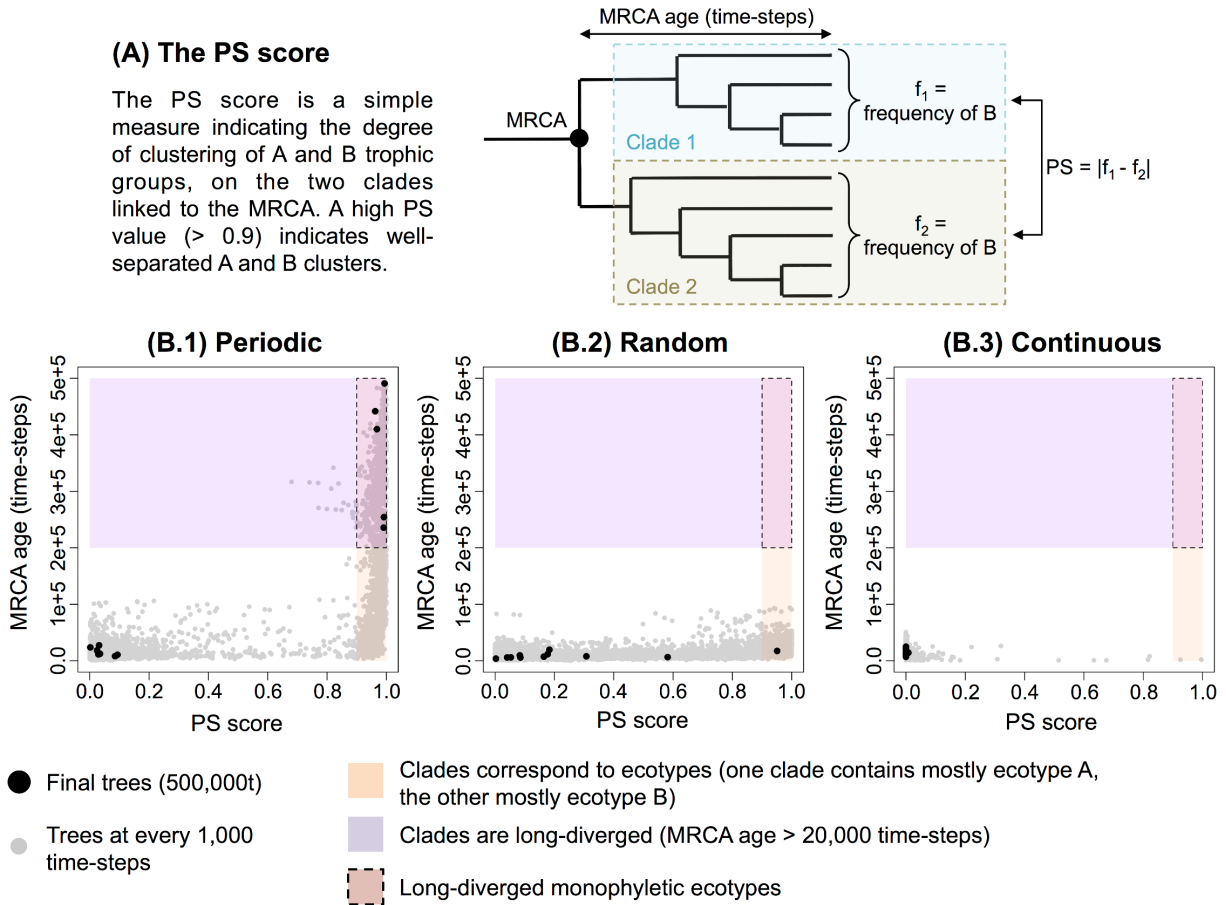 (A) The PS score
The PS score is a simple
measure indicating the degree
of clustering of A and B trophic
groups, on the two clades
linked to the MRCA. A high PS
value (> 0.9) indicates well-
separated A and B clusters.
MRCA age (time-steps)
MRCA
Clade 1
f1 =
frequency of B
PS = |f1 - f2|
Clade 2
f2 =
frequency of B
(B.1) Periodic
MRCA age (time-steps)
5e+5
4e+5
3e+5
2e+5
1e+5
0.0
0.0 0.2 0.4 0.6 0.8 1.0
PS score
(B.2) Random
MRCA age (time-steps)
5e+5
4e+5
3e+5
2e+5
1e+5
0.0
0.0 0.2 0.4 0.6 0.8 1.0
PS score
(B.3) Continuous
MRCA age (time-steps)
5e+5
4e+5
3e+5
2e+5
1e+5
0.0
0.0 0.2 0.4 0.6 0.8 1.0
PS score
Final trees (500,000t)
Trees at every 1,000
time-steps
Clades correspond to ecotypes (one clade contains mostly ecotype A,
the other mostly ecotype B)
Clades are long-diverged (MRCA age > 20,000 time-steps)
Long-diverged monophyletic ecotypes